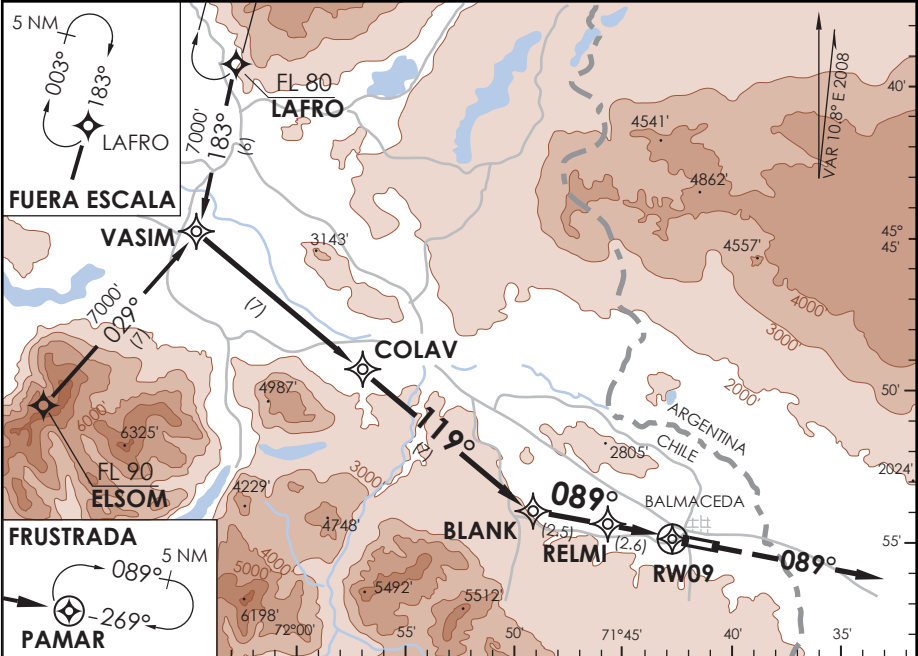 5 NM
003°
183°
LAFRO
FUERA ESCALA
FL 80
LAFRO
7000'
183°
(6)
VAR 10.8° E 2008
40'
4541'
4862'
VASIM
3143'
4557'
45°
45'
4000
3000'
2000'
7000'
029°
(7)
(7)
COLAV
4987'
6000'
6325'
FL 90
ELSOM
119°
(7)
50'
ARGENTINA
CHILE
2805'
2024'
3000'
4229'
4748'
089°
BALMACEDA
BLANK
(2.5)
RELMI
(2.6)
RW09
089°
55'
FRUSTRADA
5 NM
089°
269°
PAMAR
4000'
5000'
6198'
5492'
5512'
72°00'
55'
50'
71°45'
40'
35'